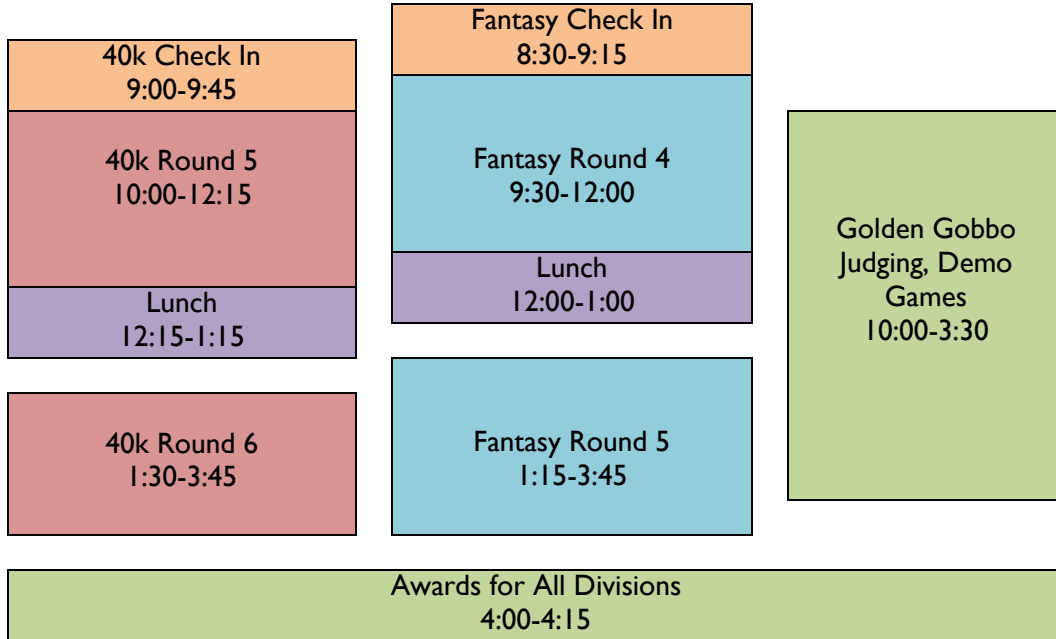 40k Check In
9:00-9:45
40k Round 5
10:00-12:15
Lunch
12:15-1:15
40k Round 6
1:30-3:45
Fantasy Check In
8:30-9:15
Fantasy Round 4
9:30-12:00
Lunch
12:00-1:00
Fantasy Round 5
1:15-3:45
Golden Gobbo
Judging, Demo
Games
10:00-3:30
Awards for All Divisions
4:00-4:15